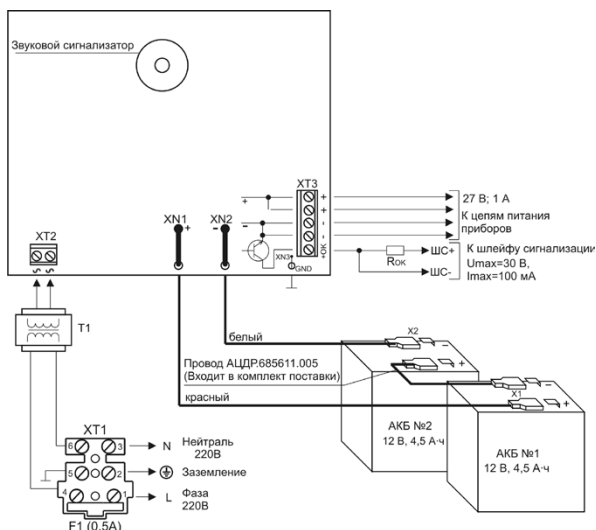 Звуковой сигнализатор
XT3
+
+
+
-
-
-
+ОК
XN3
GND
27 В; 1 А
К цепям питания
приборов
Rок
ШС+
ШС-
К шлейфу сигнализации
Umax=30 В,
Imax=100 мА
XT2
XN1
+
XN2
-
T1
белый
Провод АЦДР.685611.005
(Входит в комплект поставки)
красный
X2
-
+
АКБ №2
12 В, 4,5 А·ч
X1
-
+
АКБ №1
12 В, 4,5 А·ч
XT1
6
3
N
Нейтраль
220В
5
2
Заземление
4
1
L
Фаза
220В
F1 (0,5А)